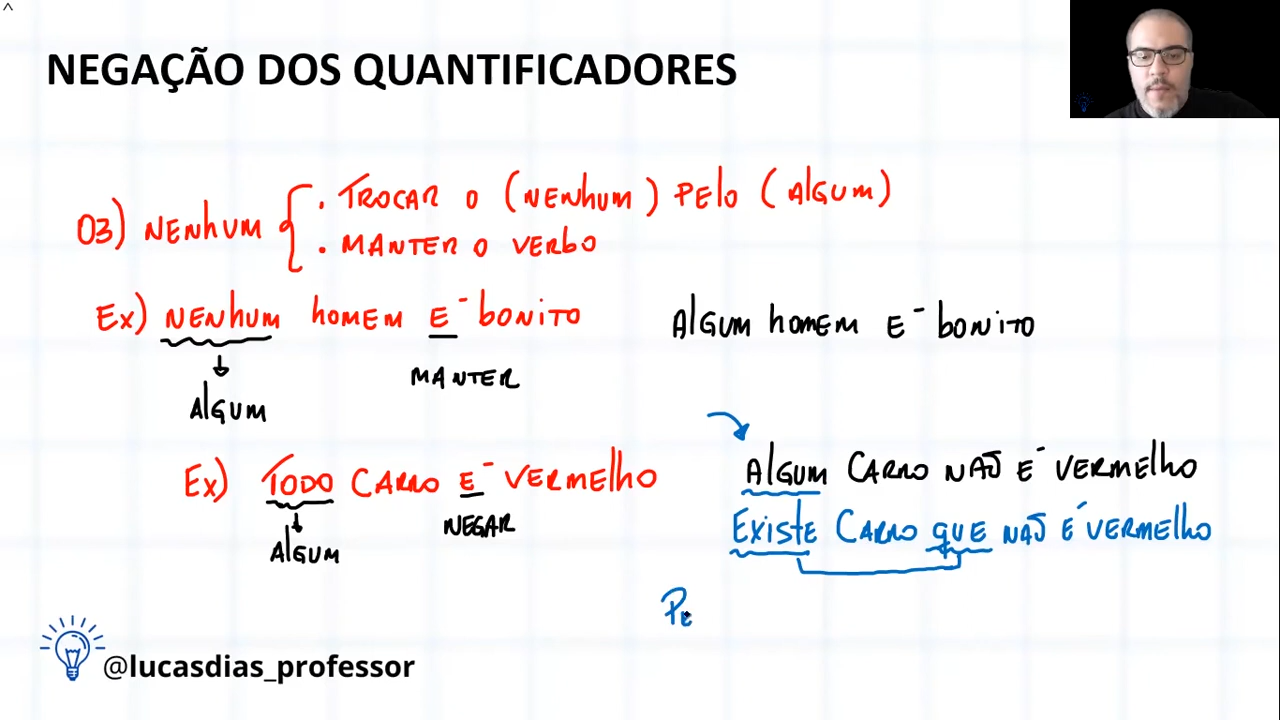 ^
NEGAÇÃO DOS QUANTIFICADORES
03) NENHUM { . TROCAR O (NENHUM) PELO (ALGUM)
. MANTER O VERBO
Ex) NENHUM HOMEM É BONITO
ALGUM HOMEM É BONITO
MANTER
ALGUM
Ex) TODO CARRO É VERMELHO
ALGUM CARRO NÃO É VERMELHO
NEGAR
EXISTE CARRO QUE NÃO É VERMELHO
ALGUM
PE
@lucasdias_professor